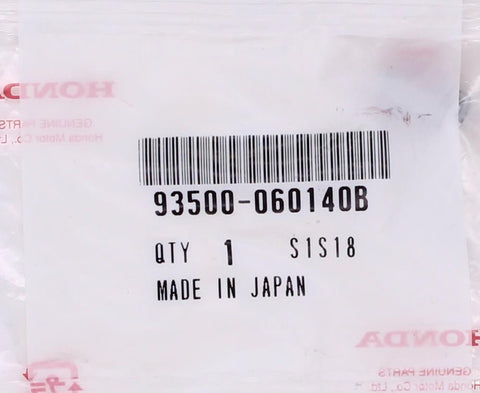 HONDA
GENUINE PARTS
Honda Motor Co., Lt
93500-060140B
QTY 1 S1S18
MADE IN JAPAN
HONDA
GENUINE PARTS
Honda Motor Co., Ltd.